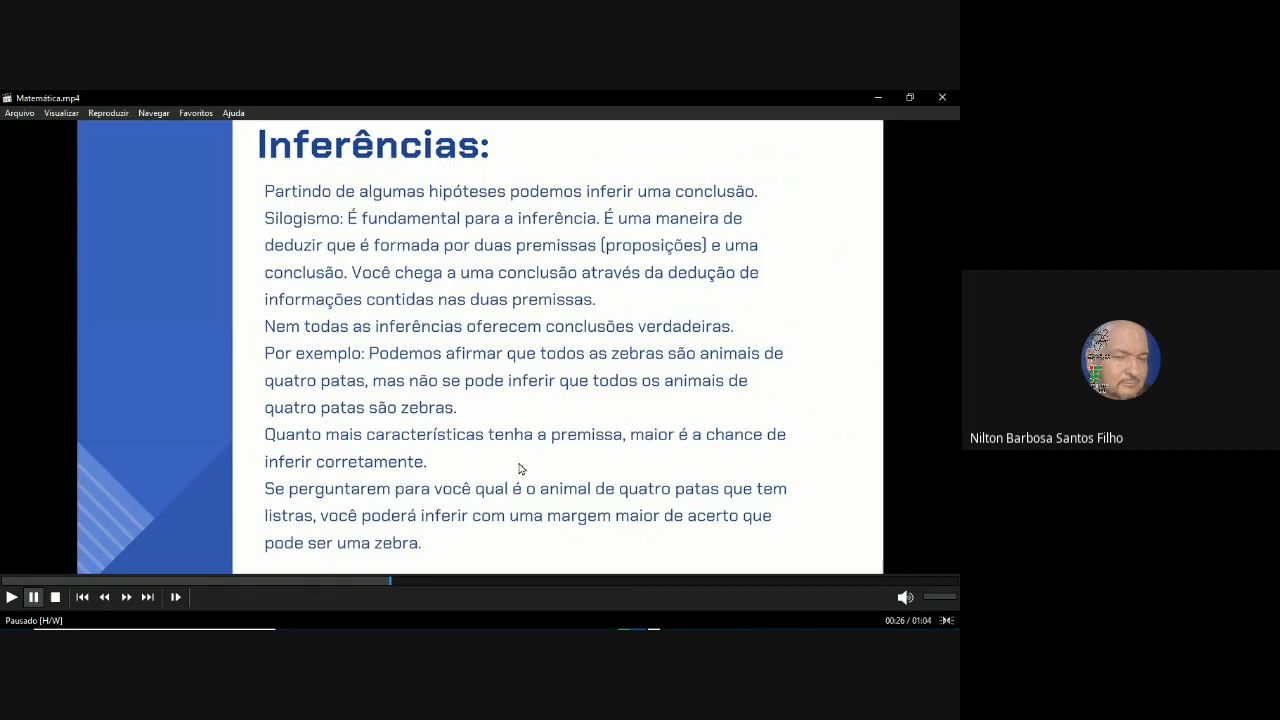 Matemática.mp4
Arquivo Visualizar Reproduzir Navegar Favoritos Ajuda
Inferências:
Partindo de algumas hipóteses podemos inferir uma conclusão.
Silogismo: É fundamental para a inferência. É uma maneira de
deduzir que é formada por duas premissas (proposições) e uma
conclusão. Você chega a uma conclusão através da dedução de
informações contidas nas duas premissas.
Nem todas as inferências oferecem conclusões verdadeiras.
Por exemplo: Podemos afirmar que todos as zebras são animais de
quatro patas, mas não se pode inferir que todos os animais de
quatro patas são zebras.
Quanto mais características tenha a premissa, maior é a chance de
inferir corretamente.
Se perguntarem para você qual é o animal de quatro patas que tem
listras, você poderá inferir com uma margem maior de acerto que
pode ser uma zebra.
Nilton Barbosa Santos Filho
Pausado [H/W]
00:26 / 01:04